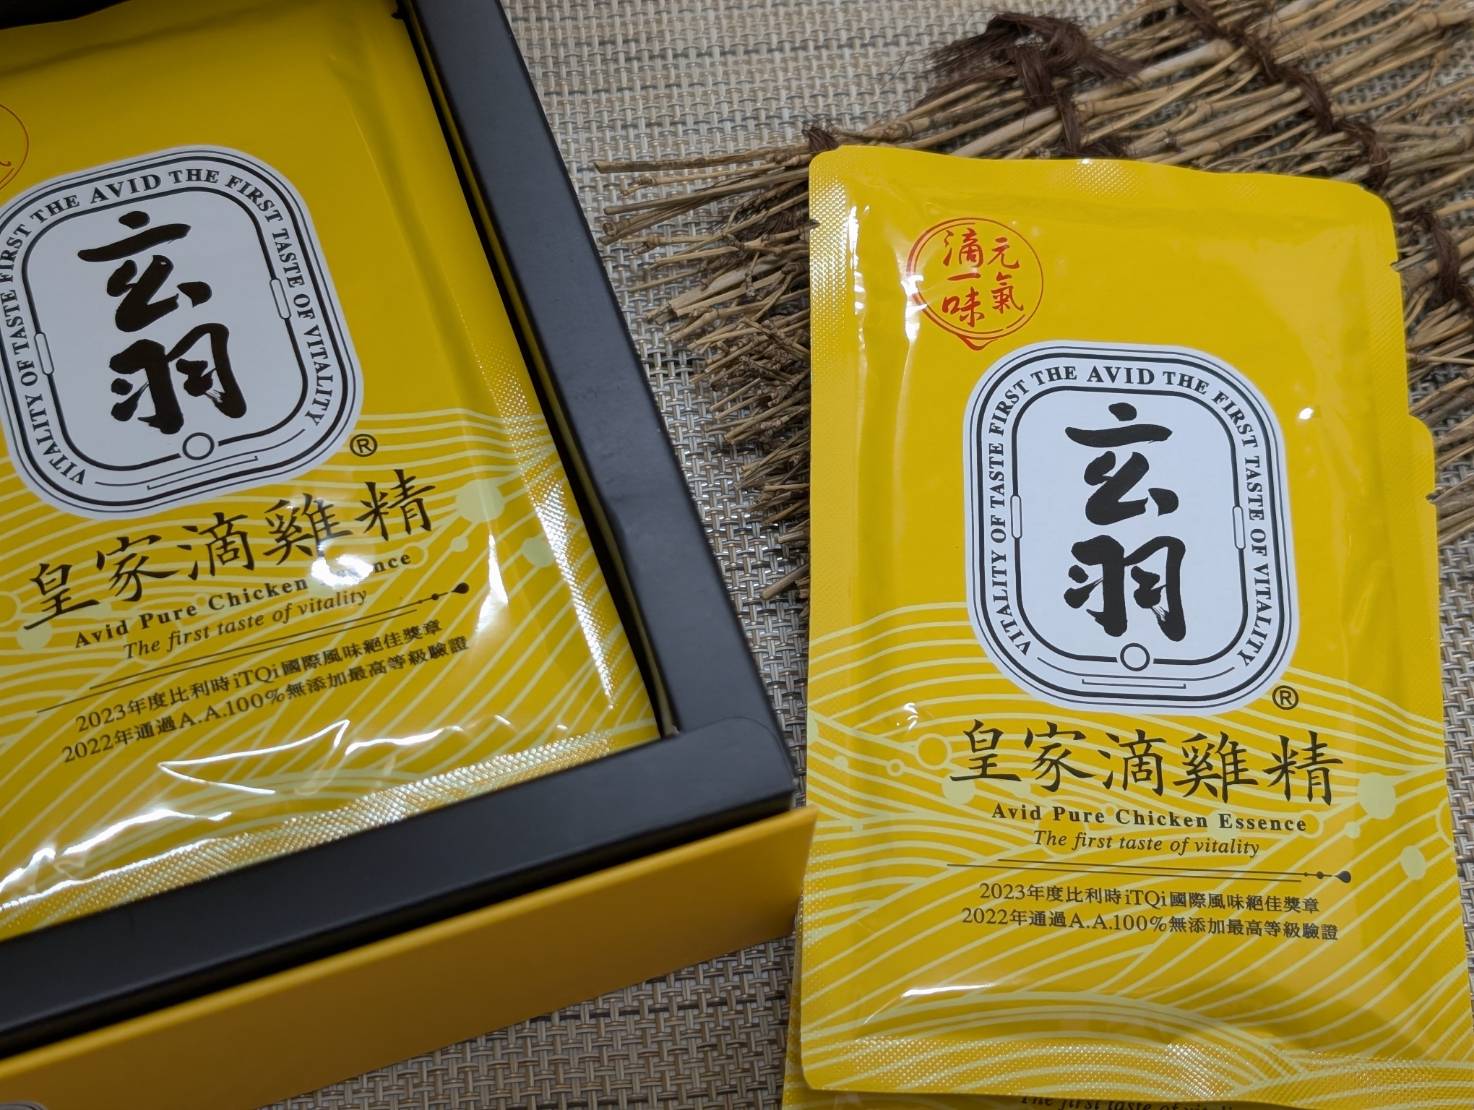 VITALITY OF TASTE FIRST THE AVID THE FIRST TASTE OF VITALITY
玄羽
®
皇家滴雞精
Avid Pure Chicken
The first taste of vitality
2023年度比利時iTQi國際風味絕佳獎章
2022年通過A.A.100%無添加最高等級驗證
元氣
滴一味
VITALITY OF TASTE FIRST THE AVID THE FIRST TASTE OF VITALITY
玄羽
®
皇家滴雞精
Avid Pure Chicken Essence
The first taste of vitality
2023年度比利時iTQi國際風味絕佳獎章
2022年通過A.A.100%無添加最高等級驗證
The first taste of